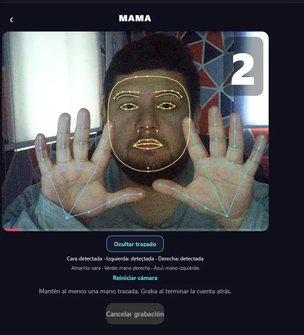 MAMA
2
Ocultar trazado
Cara detectada · Izquierda: detectada · Derecha: detectada
Amarillo: cara · Verde: mano derecha · Azul: mano izquierda
Reiniciar cámara
Mantén al menos una mano visible. Graba al terminar la cuenta atrás.
Cancelar grabación